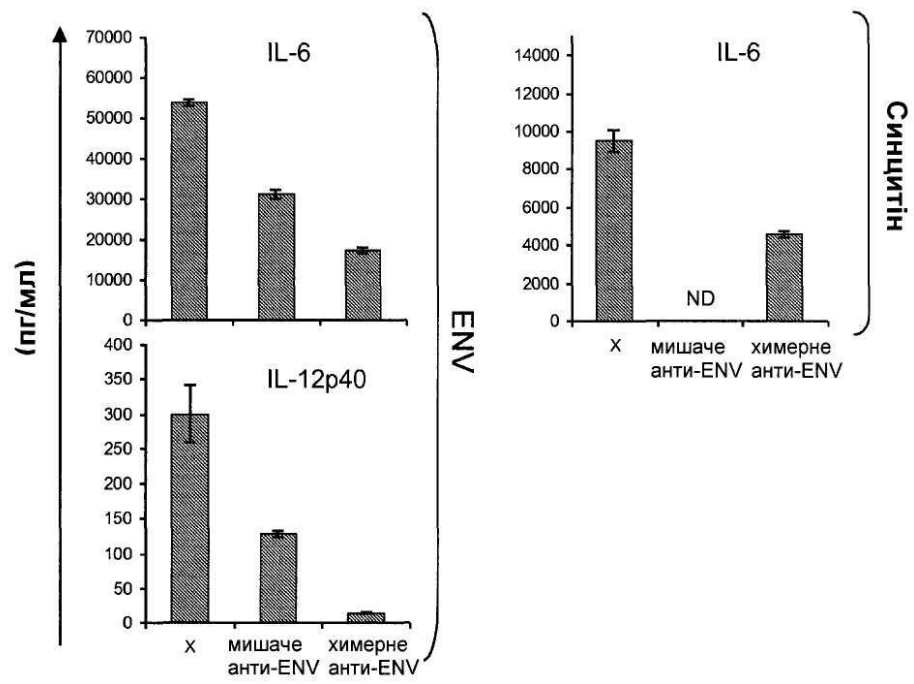 (пг/мл)
IL-6
70000
60000
50000
40000
30000
20000
10000
0
IL-12p40
400
350
300
250
200
150
100
50
0
х мишаче химерне
анти-ENV анти-ENV
ENV
IL-6
14000
12000
10000
8000
6000
4000
2000
0
ND
х мишаче химерне
анти-ENV анти-ENV
Синцитін